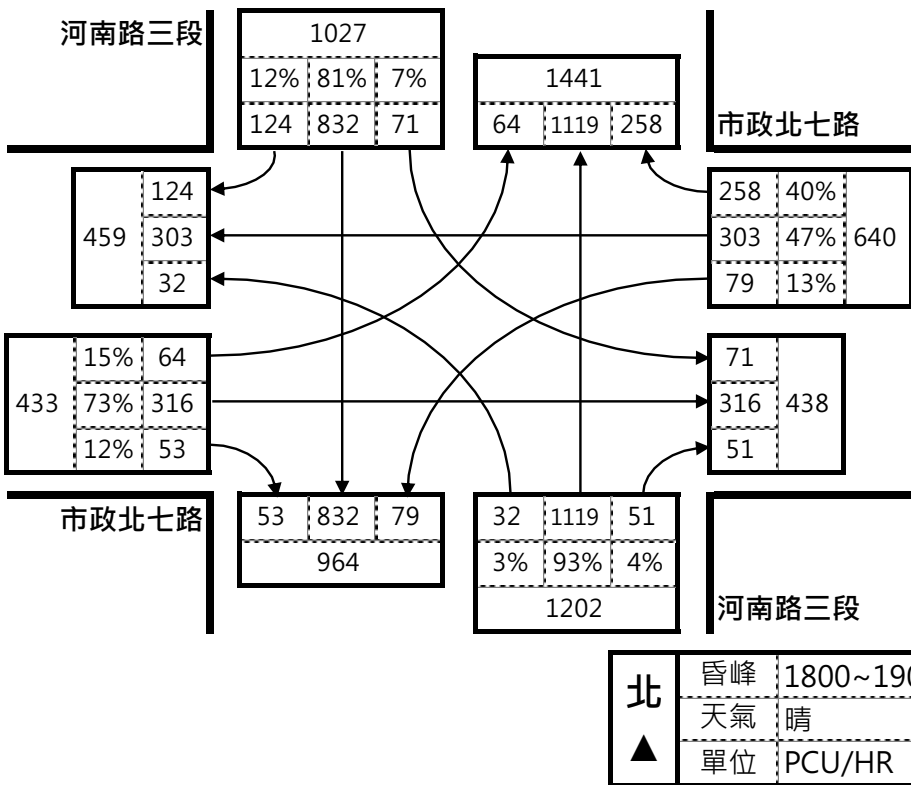 河南路三段
1027
12% 81% 7%
124 832 71
1441
64 1119 258
市政北七路
459
124
303
32
258 40%
303 47%
79 13%
640
433
15% 64
73% 316
12% 53
71
316
51
438
市政北七路
53 832 79
964
32 1119 51
3% 93% 4%
1202
河南路三段
北
▲
昏峰 1800~190
天氣 晴
單位 PCU/HR